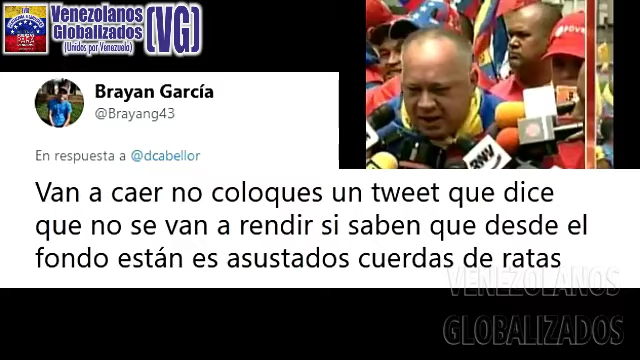 Venezolanos
Globalizados
(Unidos por Venezuela)
(VG)
Brayan García
@Brayang43
En respuesta a @dcabellor
Van a caer no coloques un tweet que dice
que no se van a rendir si saben que desde el
fondo están es asustados cuerdas de ratas
RNV
VENEZOLANOS
GLOBALIZADOS